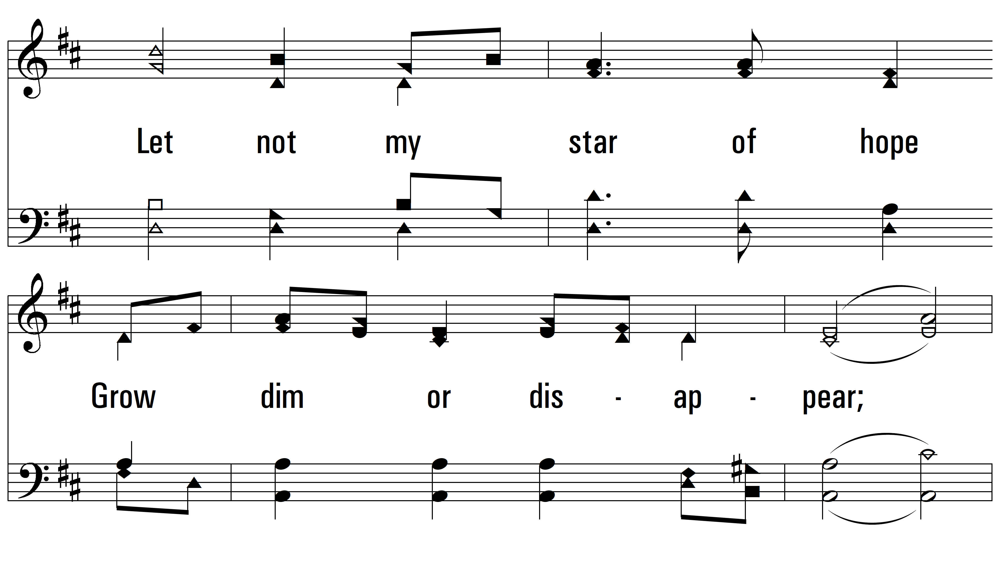 Let not my star of hope
Grow dim or dis - ap - pear;